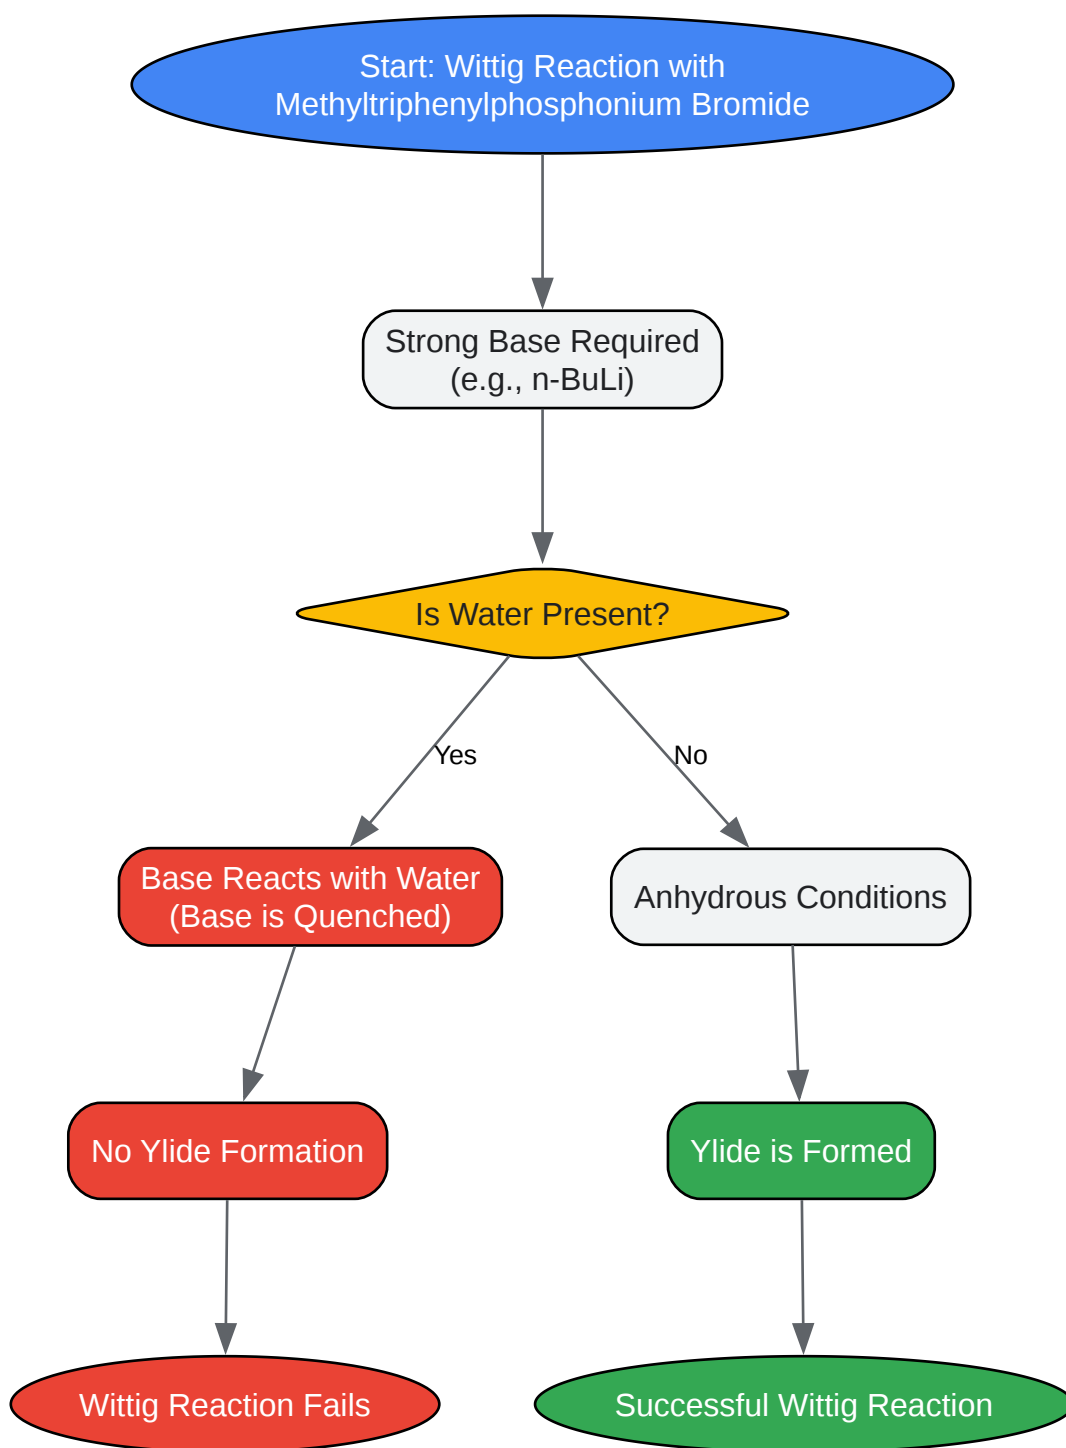 Start: Wittig Reaction with
Methyltriphenylphosphonium Bromide
Strong Base Required
(e.g., n-BuLi)
Is Water Present?
Yes
No
Base Reacts with Water
(Base is Quenched)
Anhydrous Conditions
No Ylide Formation
Ylide is Formed
Wittig Reaction Fails
Successful Wittig Reaction